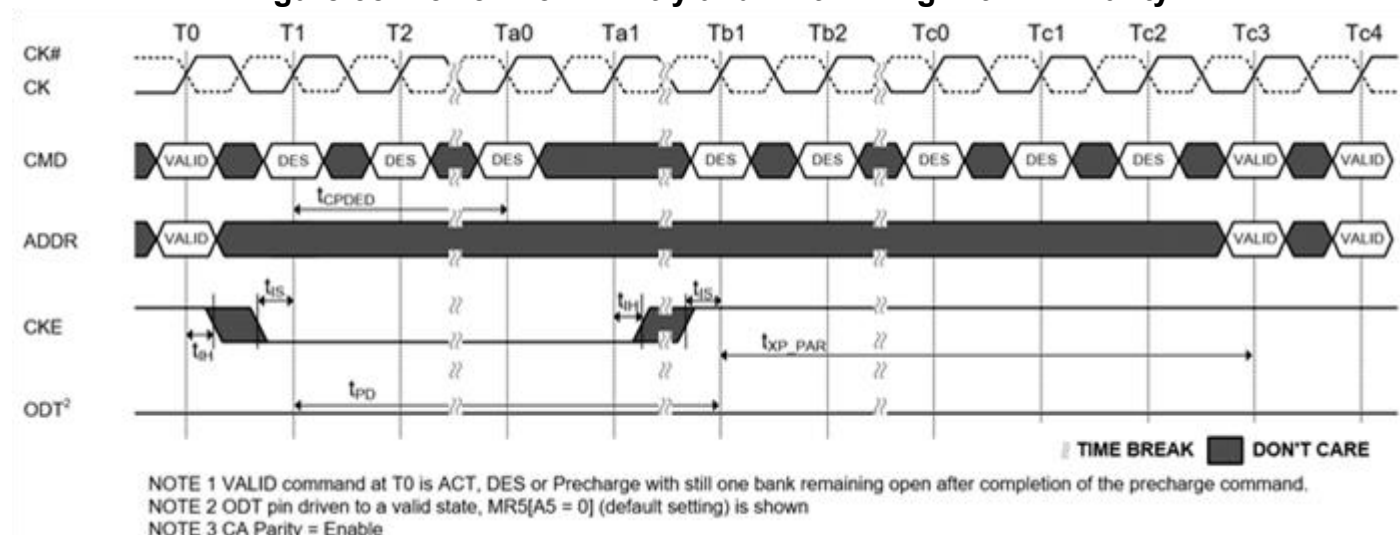 T0 T1 T2 Ta0 Ta1 Tb1 Tb2 Tc0 Tc1 Tc2 Tc3 Tc4
CK#
CK
CMD VALID DES DES DES DES DES DES DES DES VALID VALID
tCPDED
ADDR VALID VALID VALID
tIS tIH tIS
CKE
tIH tXP_PAR
tPD
ODT2
TIME BREAK DON'T CARE
NOTE 1 VALID command at T0 is ACT, DES or Precharge with still one bank remaining open after completion of the precharge command.
NOTE 2 ODT pin driven to a valid state, MR5[A5 = 0] (default setting) is shown
NOTE 3 CA Parity = Enable